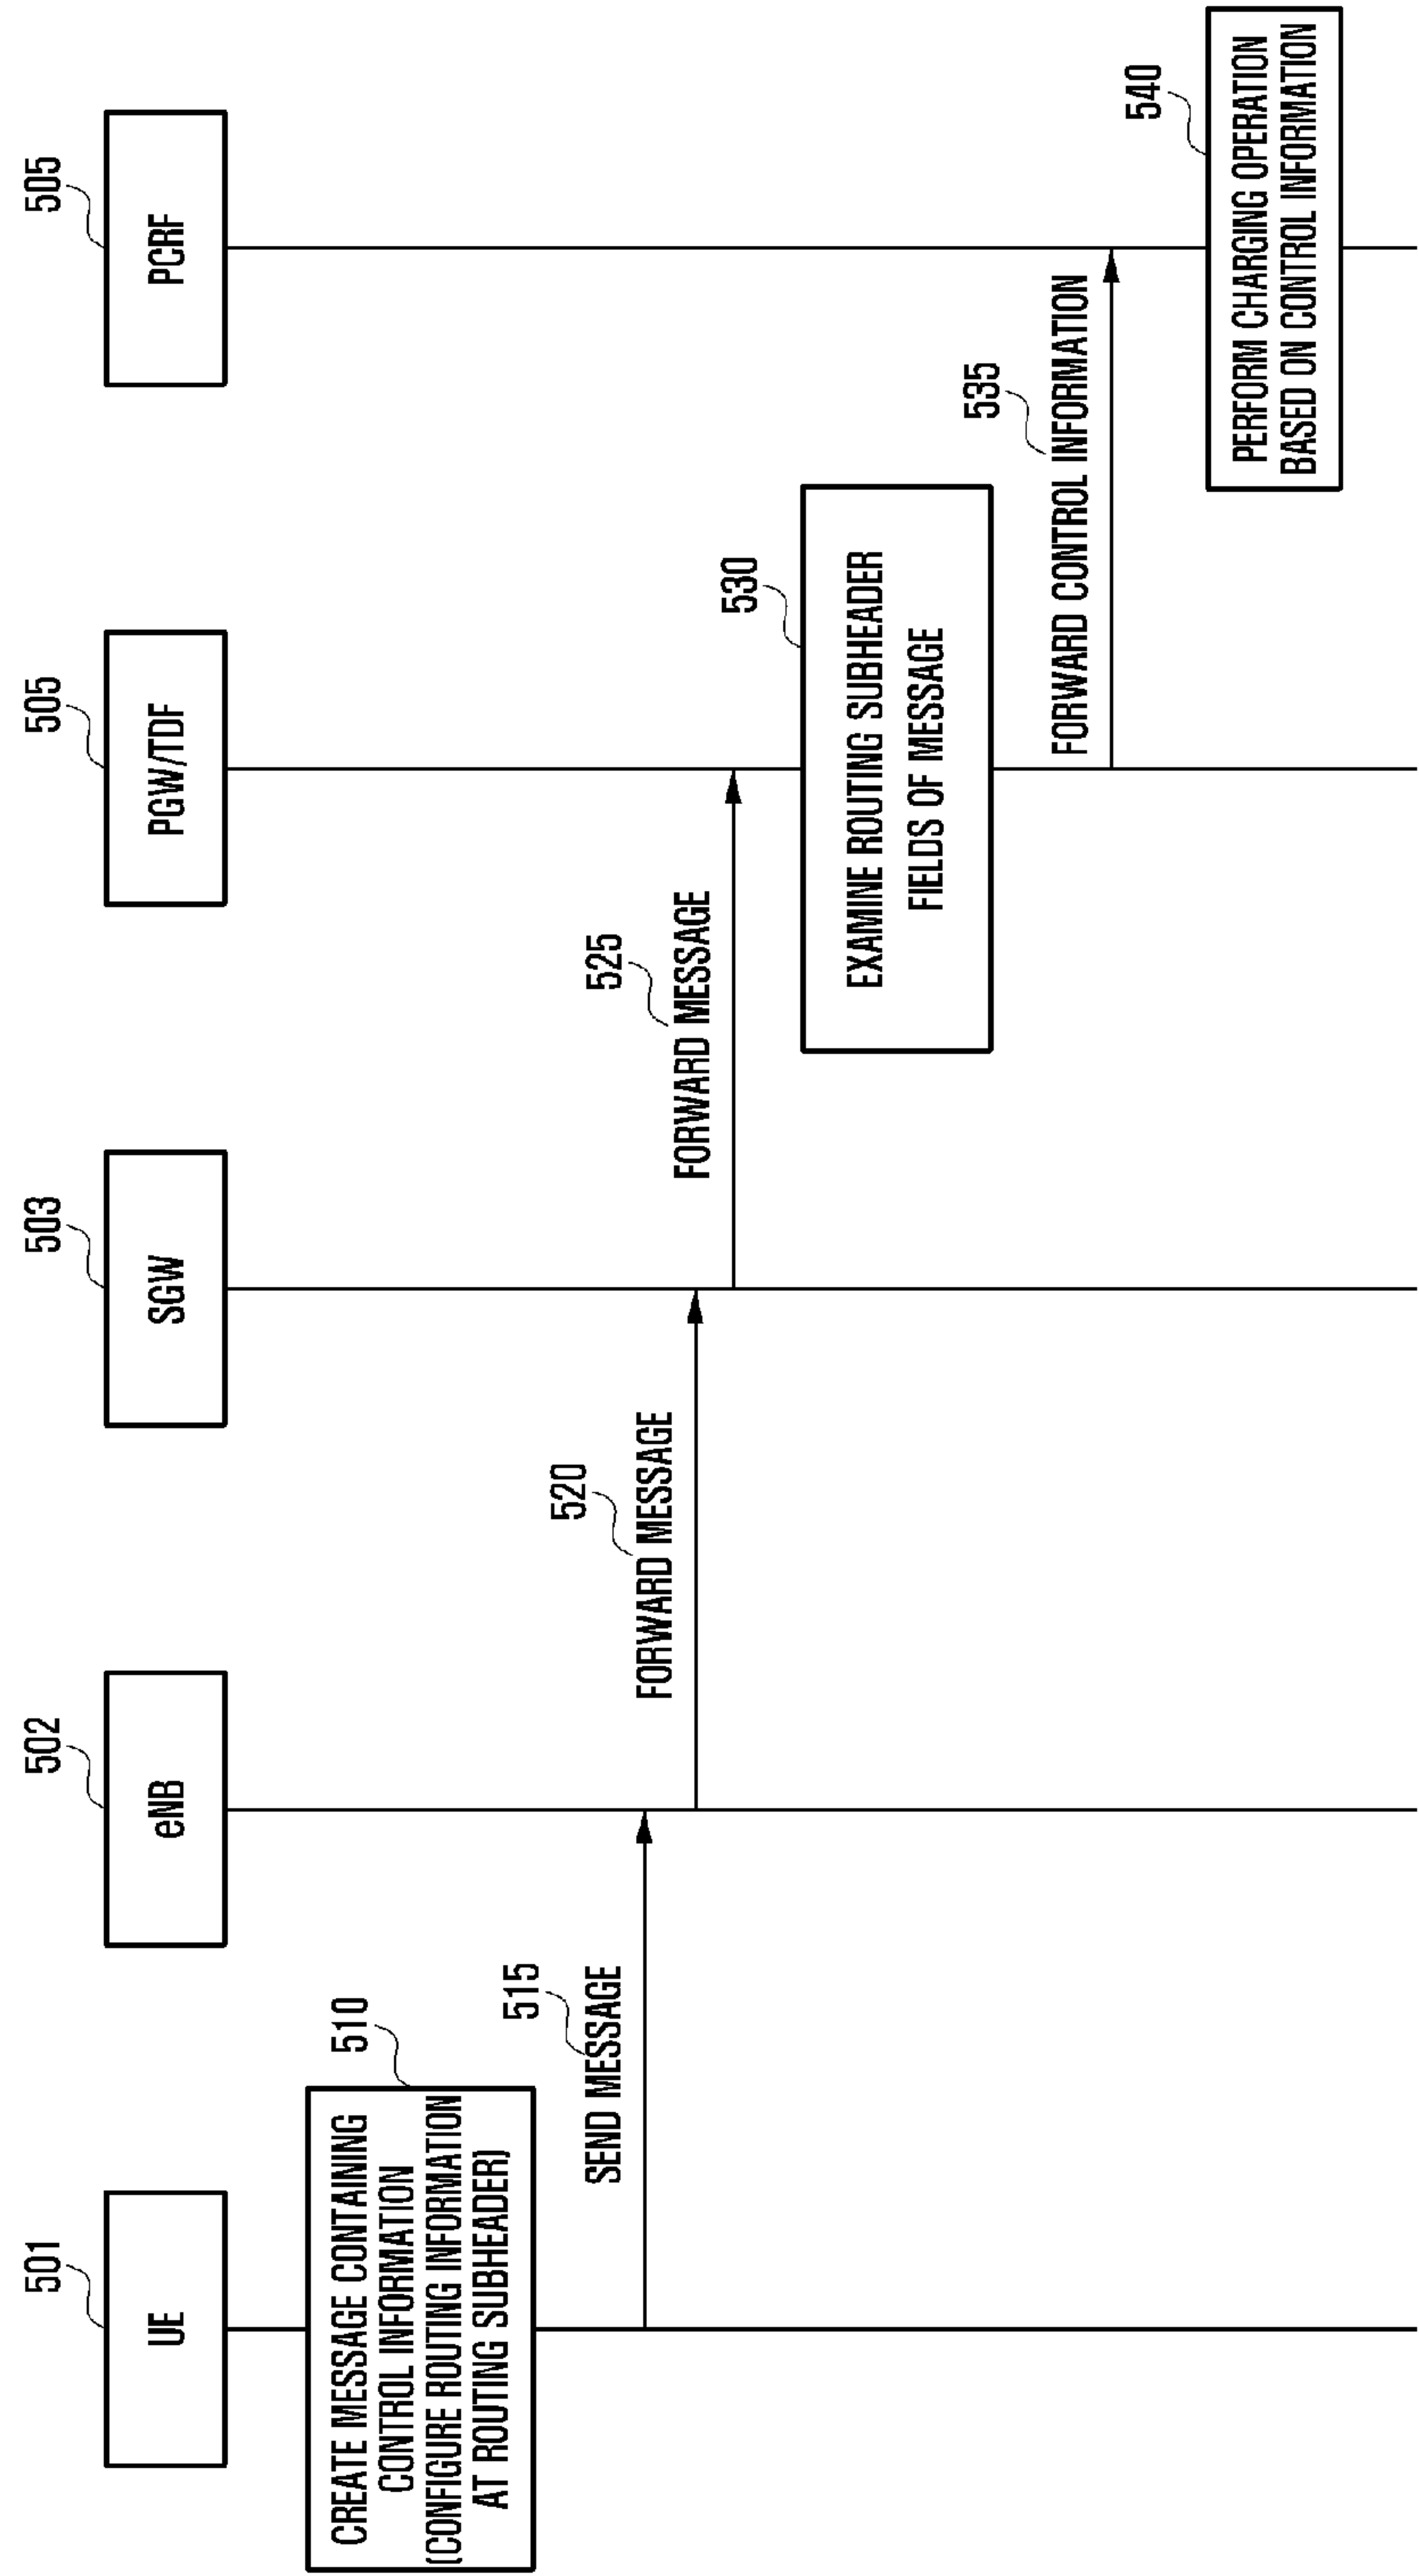 501
UE
502
eNB
503
SGW
505
PGW/TDF
505
PCRF
510
CREATE MESSAGE CONTAINING
CONTROL INFORMATION
(CONFIGURE ROUTING INFORMATION
AT ROUTING SUBHEADER)
515
SEND MESSAGE
520
FORWARD MESSAGE
525
FORWARD MESSAGE
530
EXAMINE ROUTING SUBHEADER
FIELDS OF MESSAGE
535
FORWARD CONTROL INFORMATION
540
PERFORM CHARGING OPERATION
BASED ON CONTROL INFORMATION